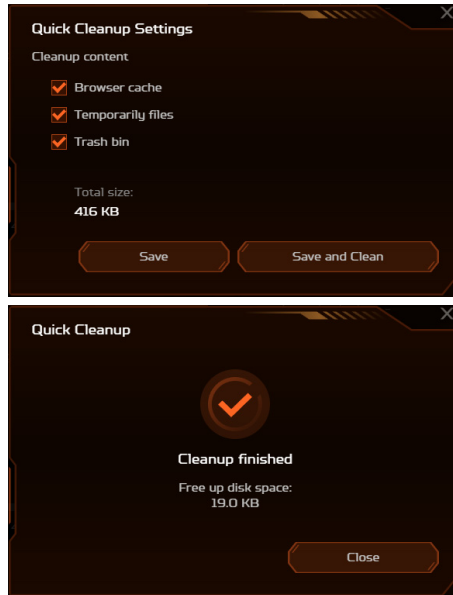 Quick Cleanup Settings
Cleanup content
Browser cache
Temporarily files
Trash bin
Total size:
416 KB
Save
Save and Clean
Quick Cleanup
Cleanup finished
Free up disk space:
19.0 KB
Close